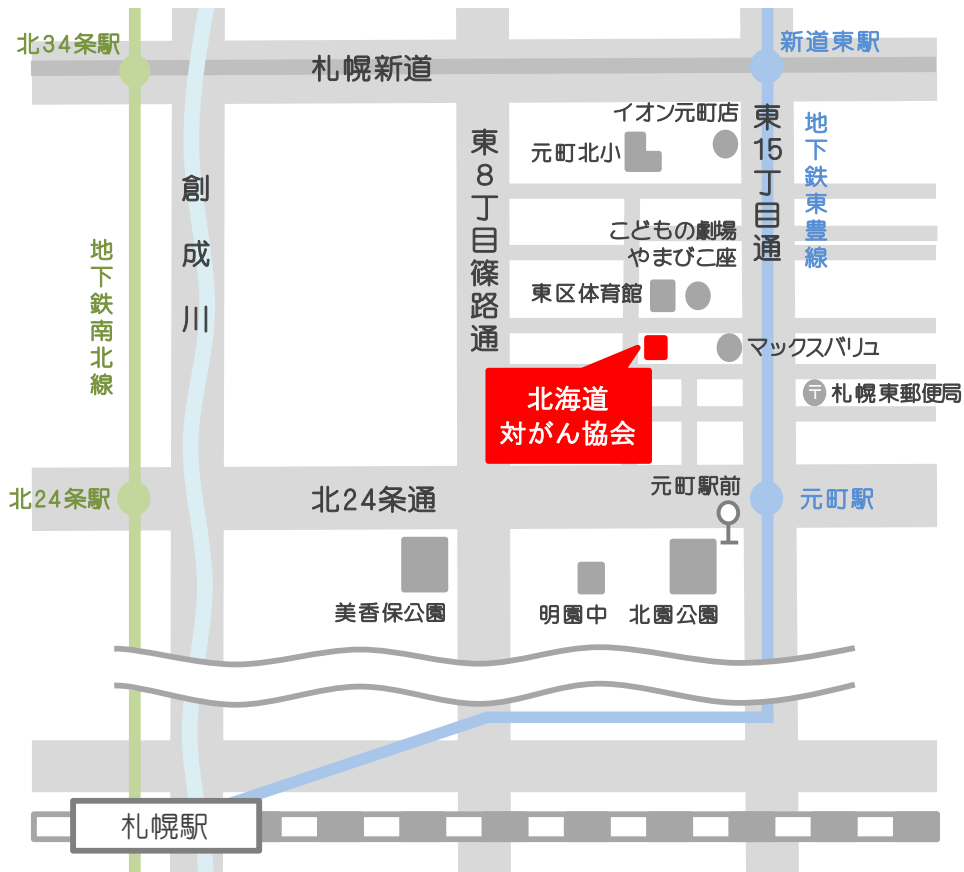 北34条駅
新道東駅
札幌新道
イオン元町店
元町北小
東15丁目通
地下鉄東豊線
東8丁目篠路通
創成川
こどもの劇場
やまびこ座
地下鉄南北線
東区体育館
マックスバリュ
札幌東郵便局
北海道
対がん協会
北24条駅
北24条通
元町駅前
元町駅
美香保公園
明園中
北園公園
札幌駅